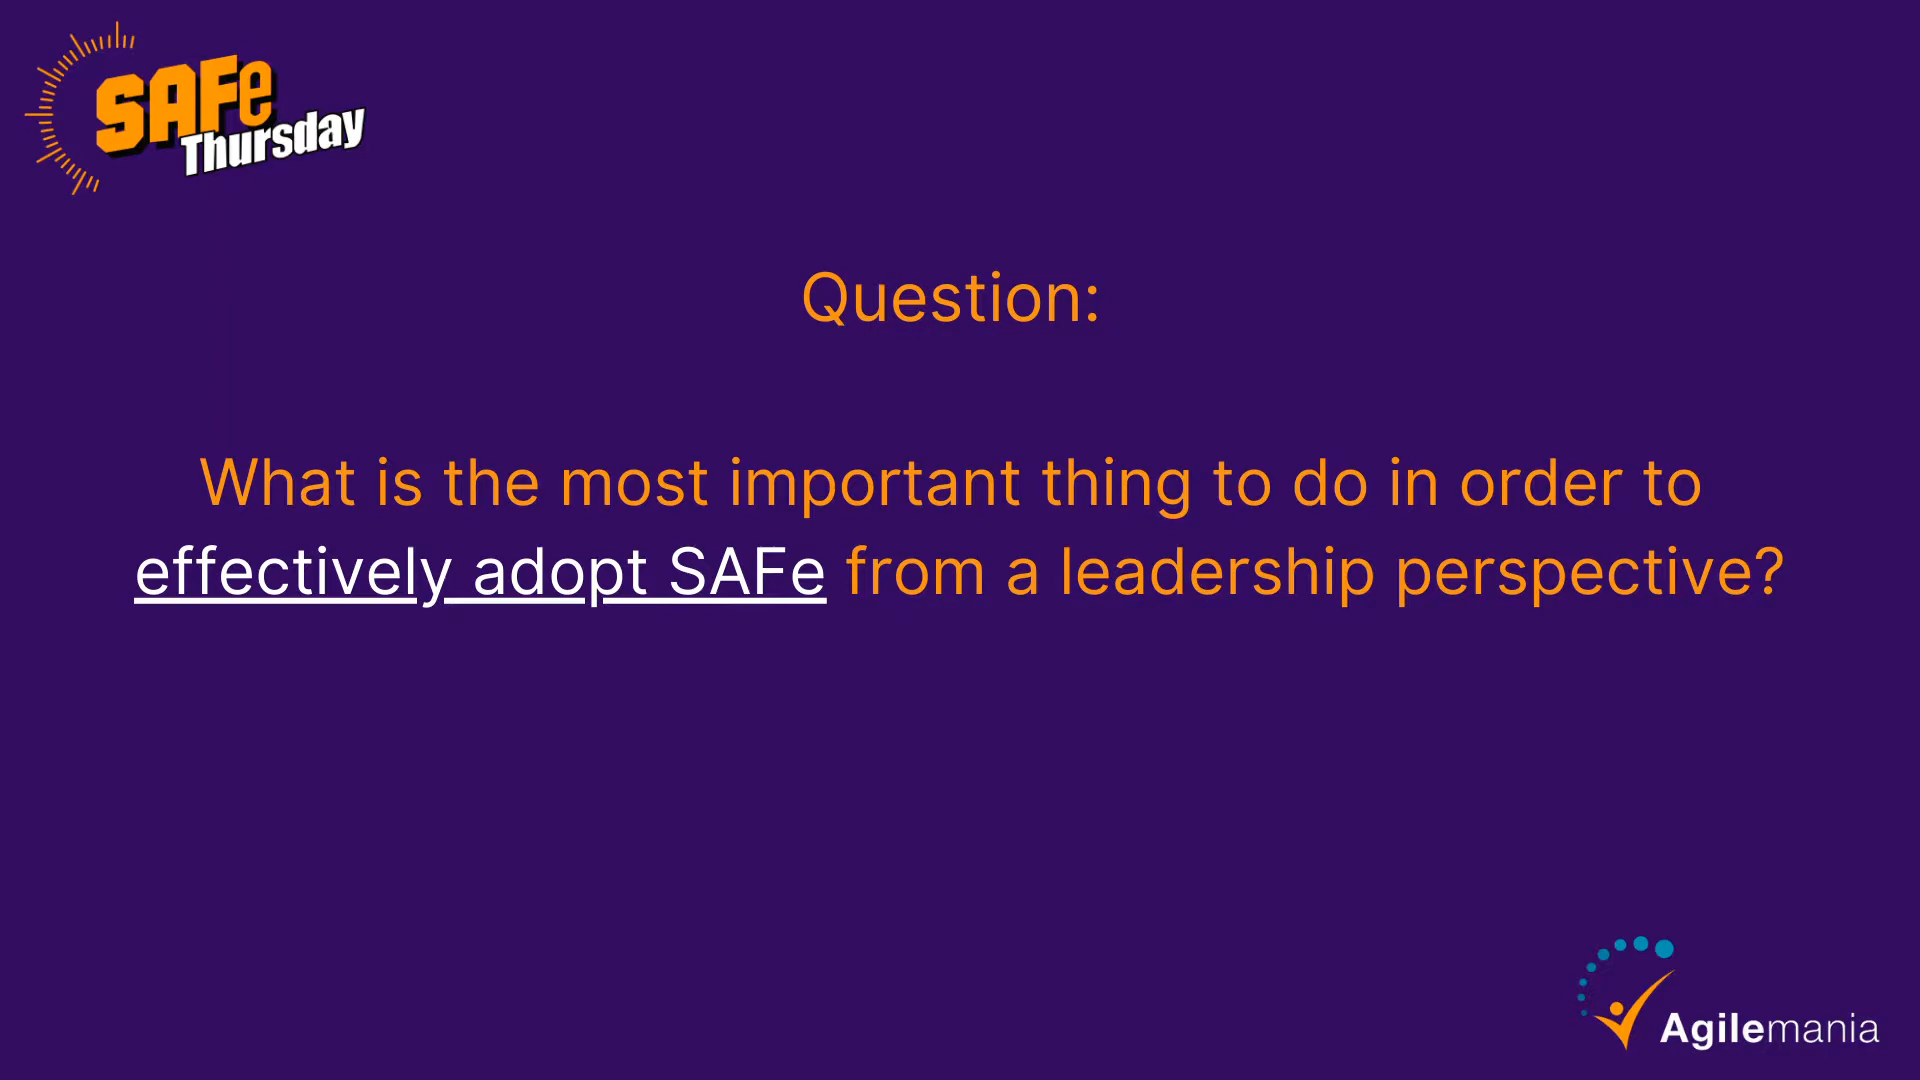 SAFe
Thursday
Question:
What is the most important thing to do in order to
effectively adopt SAFe from a leadership perspective?
Agilemania